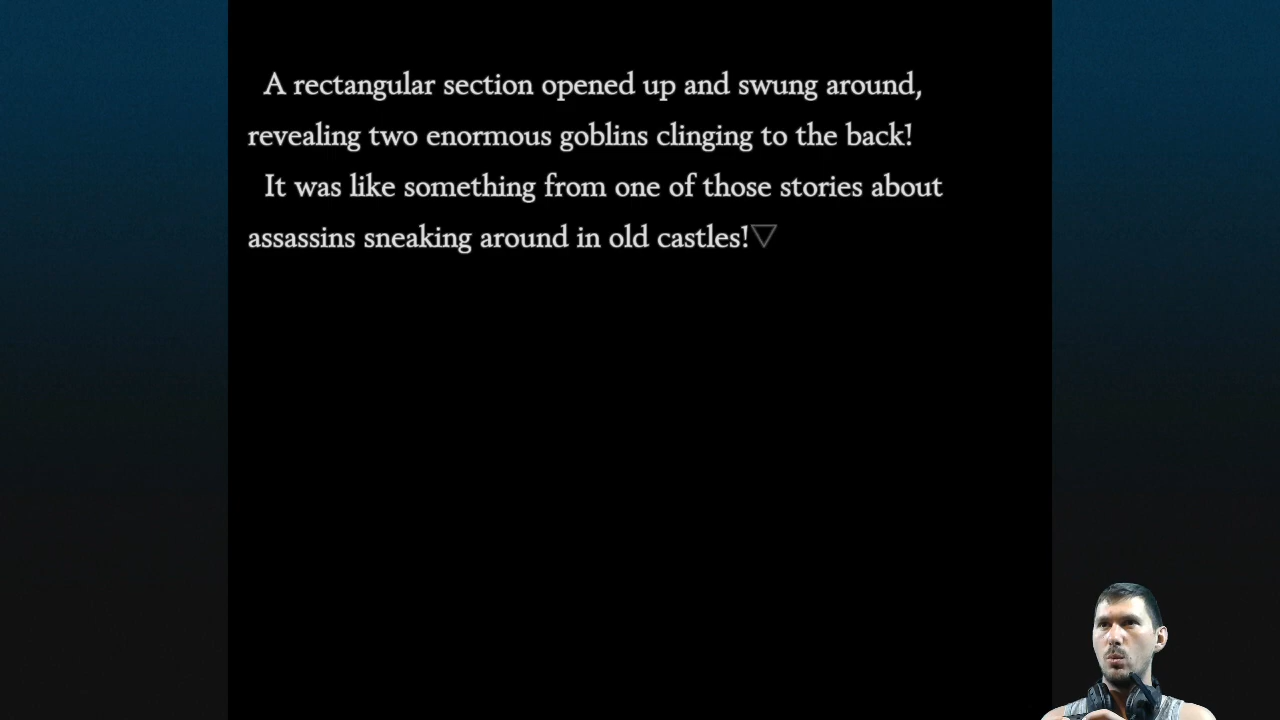 A rectangular section opened up and swung around,
revealing two enormous goblins clinging to the back!
It was like something from one of those stories about
assassins sneaking around in old castles!